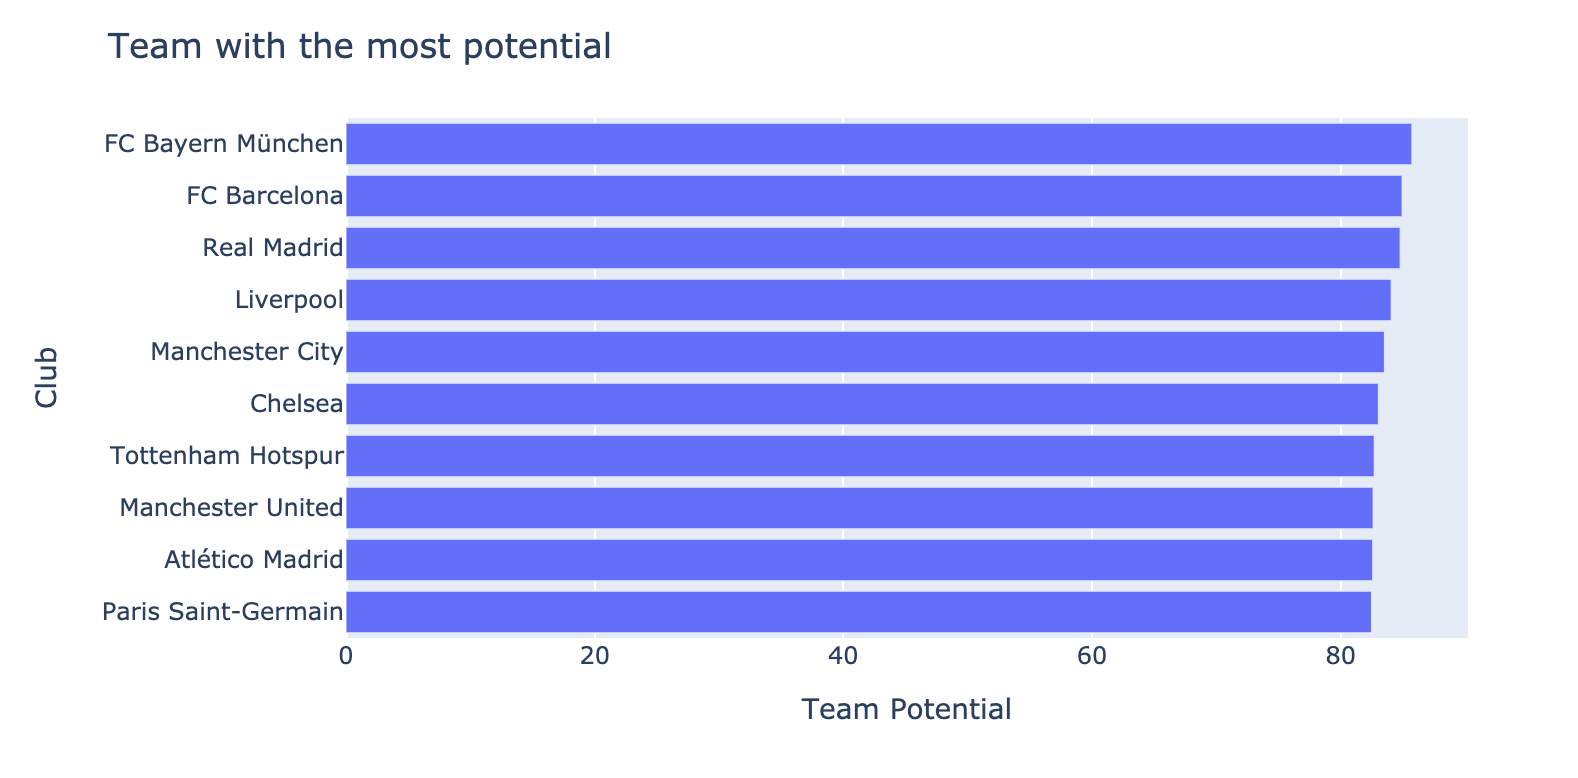 Team with the most potential
FC Bayern München
FC Barcelona
Real Madrid
Liverpool
Manchester City
Chelsea
Tottenham Hotspur
Manchester United
Atlético Madrid
Paris Saint-Germain
Club
0 20 40 60 80
Team Potential